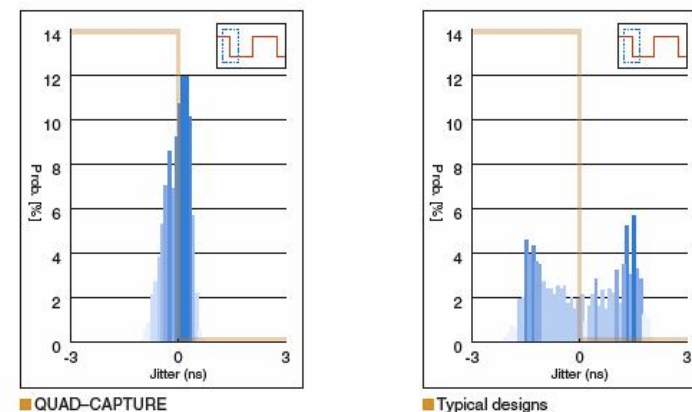 14
12
10
8
6
4
2
0
Prob. [%]
-3 0 3
Jitter (ns)
QUAD–CAPTURE
14
12
10
8
6
4
2
0
Prob. [%]
-3 0 3
Jitter (ns)
Typical designs